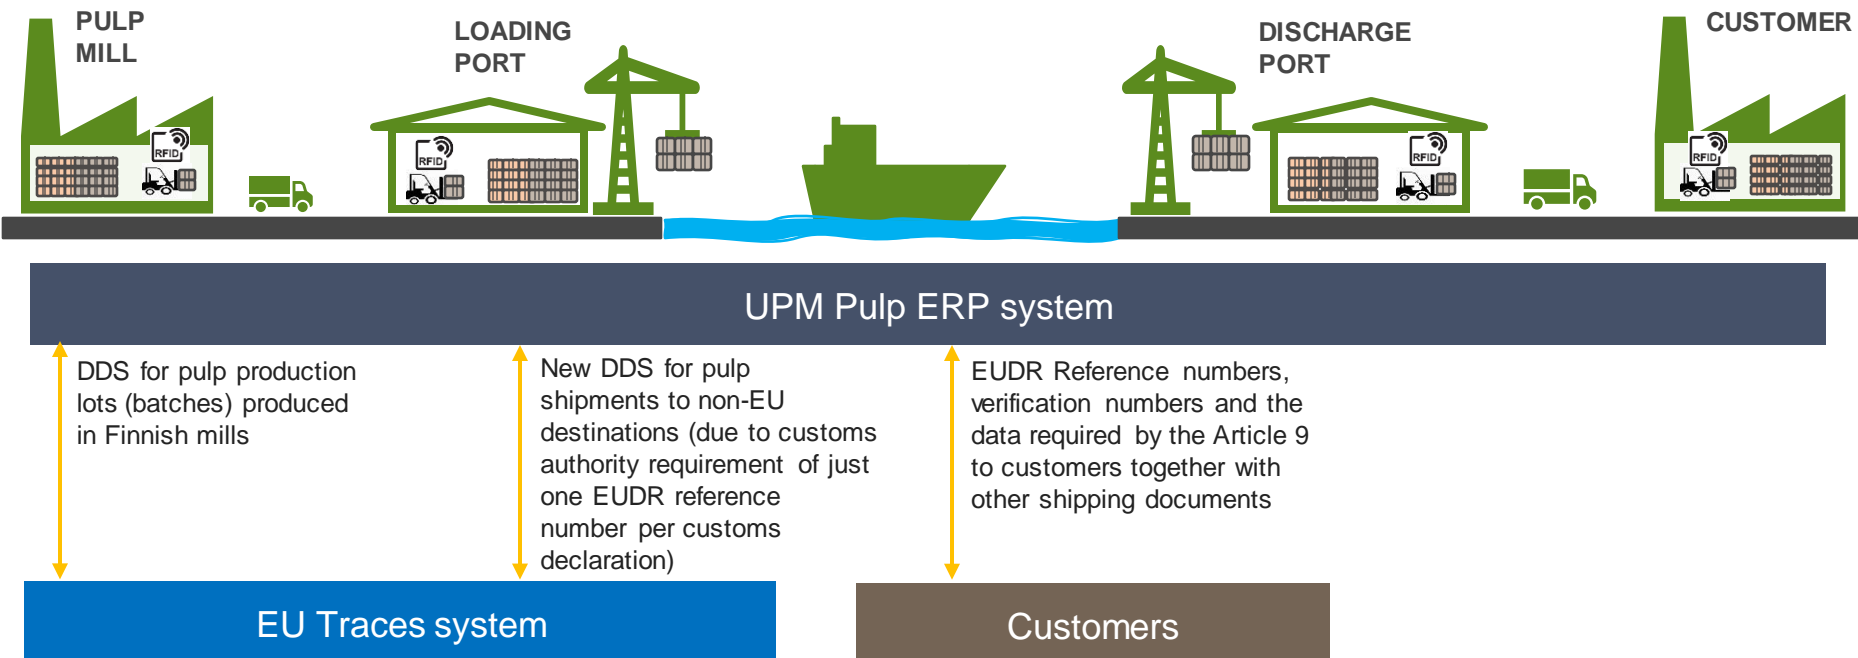 PULP
MILL
LOADING
PORT
DISCHARGE
PORT
CUSTOMER
RFID
RFID
RFID
RFID
UPM Pulp ERP system
DDS for pulp production
lots (batches) produced
in Finnish mills
New DDS for pulp
shipments to non-EU
destinations (due to customs
authority requirement of just
one EUDR reference
number per customs
declaration)
EUDR Reference numbers,
verification numbers and the
data required by the Article 9
to customers together with
other shipping documents
EU Traces system
Customers